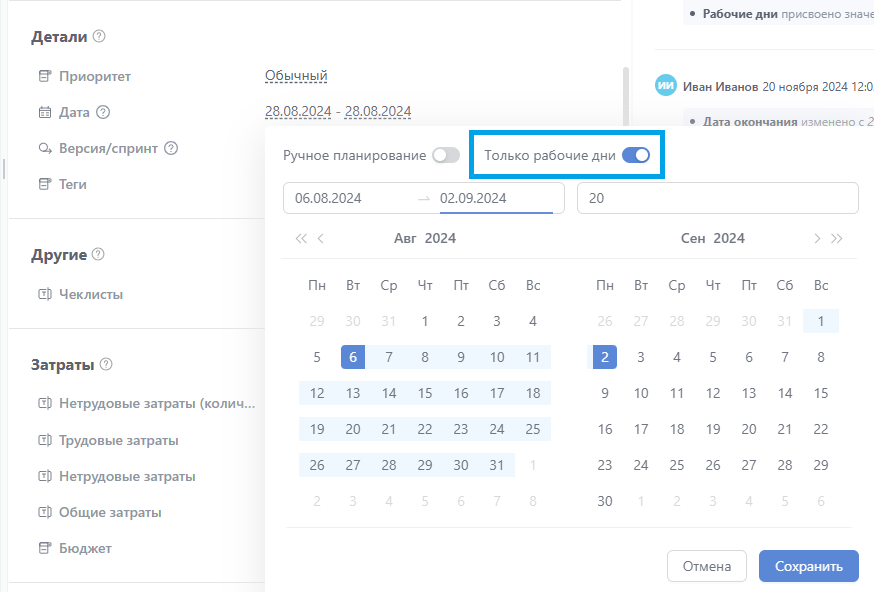 Детали
Приоритет Обычный
Дата 28.08.2024 - 28.08.2024
Версия/спринт
Теги
Другие
Чеклисты
Затраты
Нетрудовые затраты (колич...
Трудовые затраты
Нетрудовые затраты
Общие затраты
Бюджет
• Рабочие дни присвоено значе
ИИ Иван Иванов 20 ноября 2024 12:0
• Дата окончания изменено с 2
Ручное планирование Только рабочие дни
06.08.2024 → 02.09.2024 20
Авг 2024 Сен 2024
Пн Вт Ср Чт Пт Сб Вс Пн Вт Ср Чт Пт Сб Вс
29 30 31 1 2 3 4 26 27 28 29 30 31 1
5 6 7 8 9 10 11 2 3 4 5 6 7 8
12 13 14 15 16 17 18 9 10 11 12 13 14 15
19 20 21 22 23 24 25 16 17 18 19 20 21 22
26 27 28 29 30 31 1 23 24 25 26 27 28 29
2 3 4 5 6 7 8 30 1 2 3 4 5 6
Отмена Сохранить